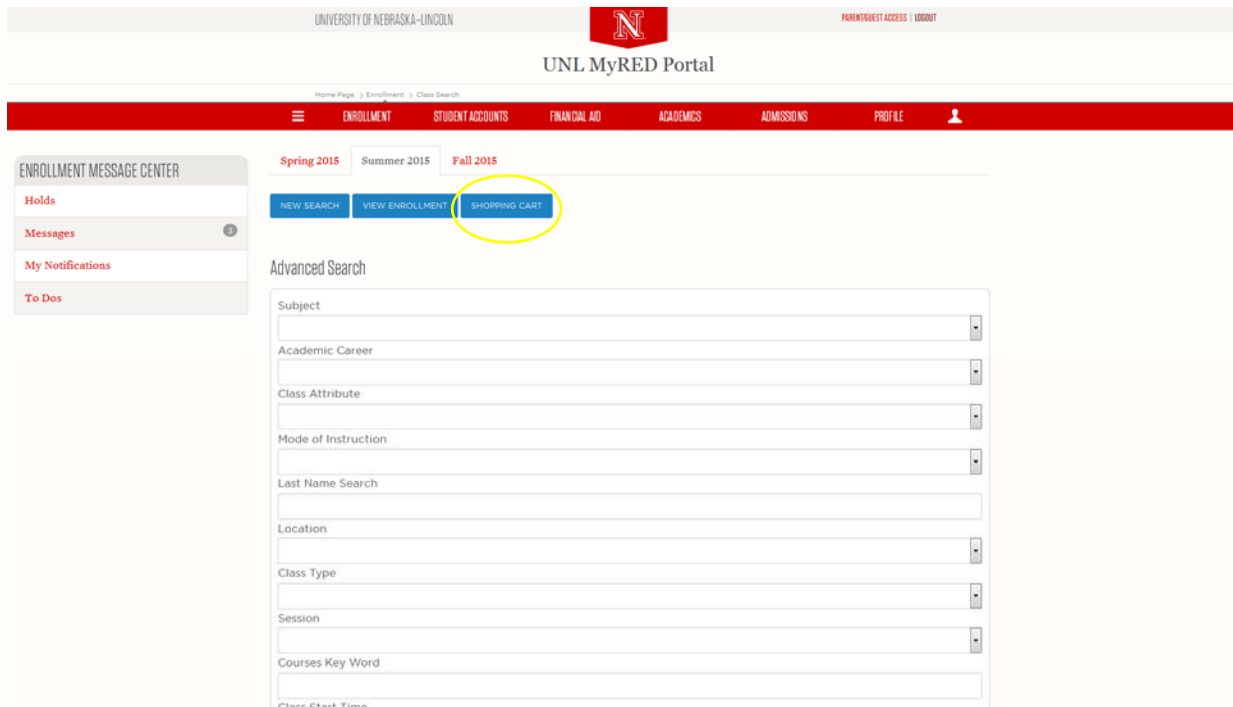 UNIVERSITY OF NEBRASKA–LINCOLN
N
PARENT/GUEST ACCESS | LOGOUT
UNL MyRED Portal
Home Page > Enrollment > Class Search
ENROLLMENT STUDENT ACCOUNTS FINANCIAL AID ACADEMICS ADMISSIONS PROFILE
ENROLLMENT MESSAGE CENTER
Holds
Messages 3
My Notifications
To Dos
Spring 2015 Summer 2015 Fall 2015
NEW SEARCH VIEW ENROLLMENT SHOPPING CART
Advanced Search
Subject
Academic Career
Class Attribute
Mode of Instruction
Last Name Search
Location
Class Type
Session
Courses Key Word
Class Start Time